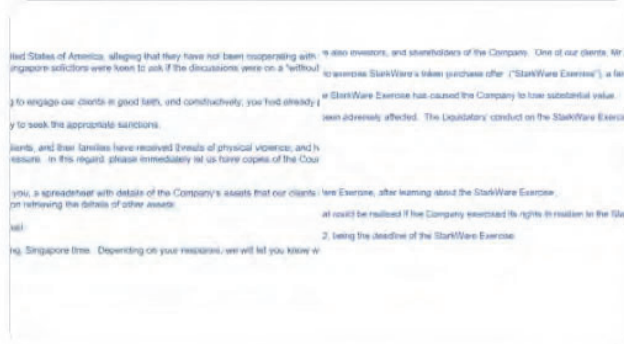 ited States of America, alleging that they have not been cooperating with
ingapore solicitors were keen to ask if the discussions were on a "without
g to engage our clients in good faith, and constructively, you had already
y to seek the appropriate sanctions.
ients, and their families have received threats of physical violence; and h
essure. In this regard, please immediately let us have copies of the Cour
you, a spreadsheet with details of the Company's assets that our clients
on retrieving the details of other assets.
ng, Singapore time. Depending on your response, we will let you know w
e also investors, and shareholders of the Company. One of our clients, Mr
to exercise StarkWare's token purchase offer ("StarkWare Exercise"), a
e StarkWare Exercise has caused the Company to lose substantial value.
been adversely affected. The Liquidators' conduct on the StarkWare Exerci
Ware Exercise, after learning about the StarkWare Exercise.
at could be realised if the Company exercised its rights in relation to the Sta
2, being the deadline of the StarkWare Exercise.